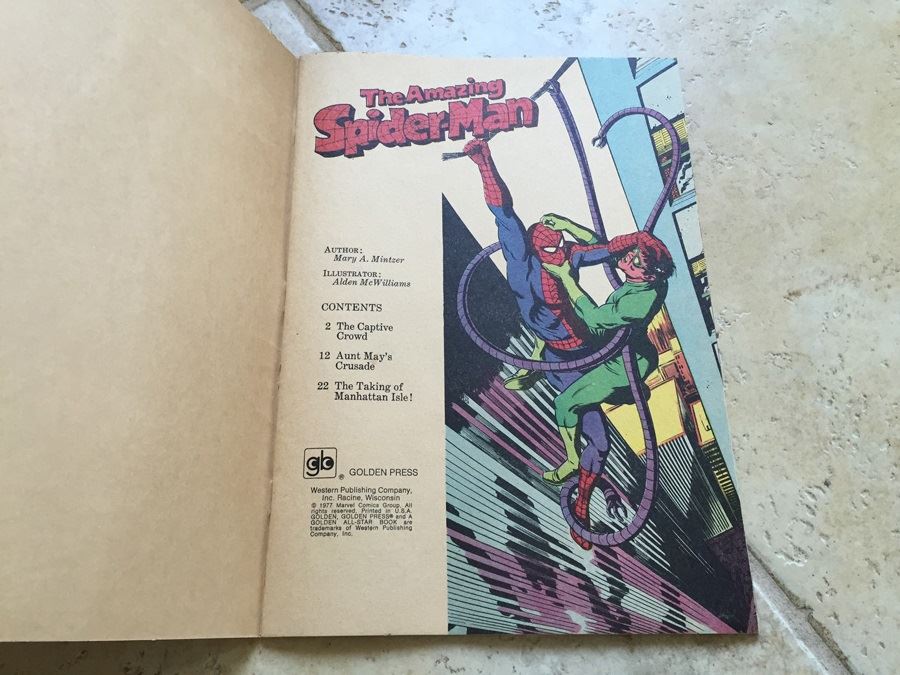 The Amazing
Spider-Man
AUTHOR:
Mary A. Mintzer
ILLUSTRATOR:
Alden McWilliams
CONTENTS
2 The Captive
Crowd
12 Aunt May's
Crusade
22 The Taking of
Manhattan Isle!
gb
® GOLDEN PRESS
Western Publishing Company,
Inc. Racine, Wisconsin
© 1977 Marvel Comics Group. All
rights reserved. Printed in U.S.A.
GOLDEN, GOLDEN PRESS® and A
GOLDEN ALL-STAR BOOK are
trademarks of Western Publishing
Company, Inc.